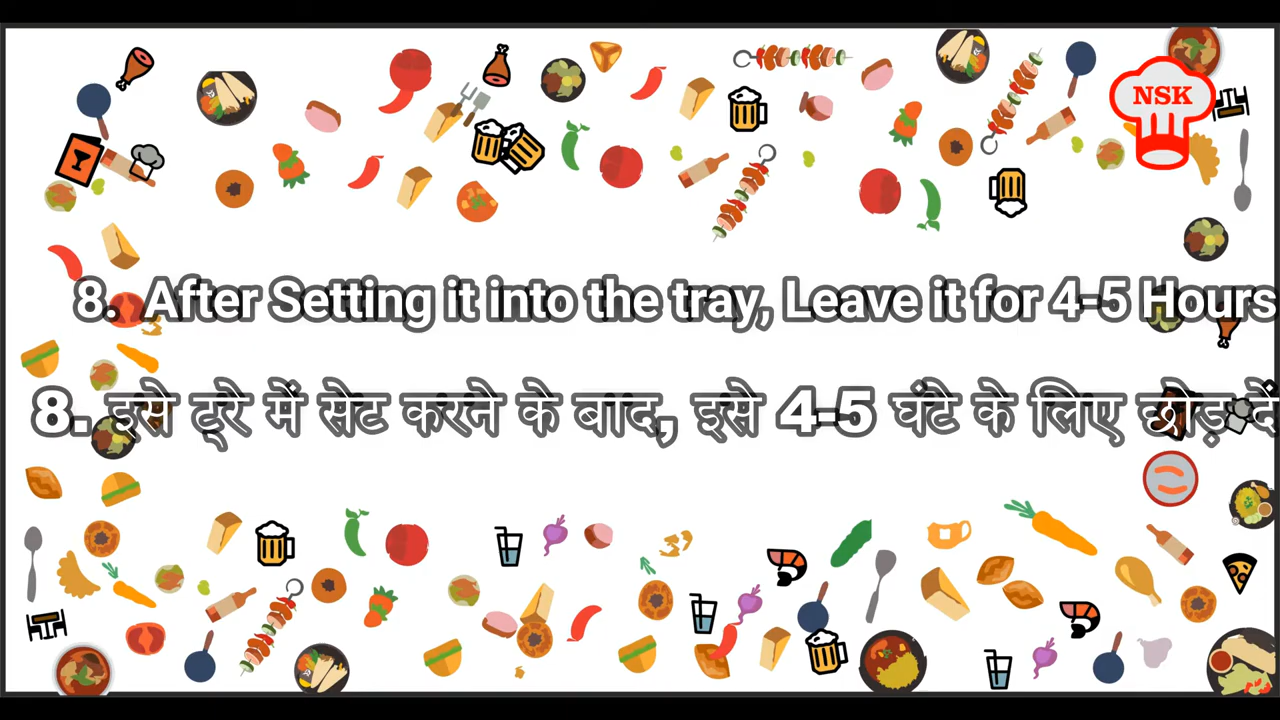 NSK
8. After Setting it into the tray, Leave it for 4-5 Hours
8. इसे ट्रे में सेट करने के बाद, इसे 4-5 घंटे के लिए छोड़ दें